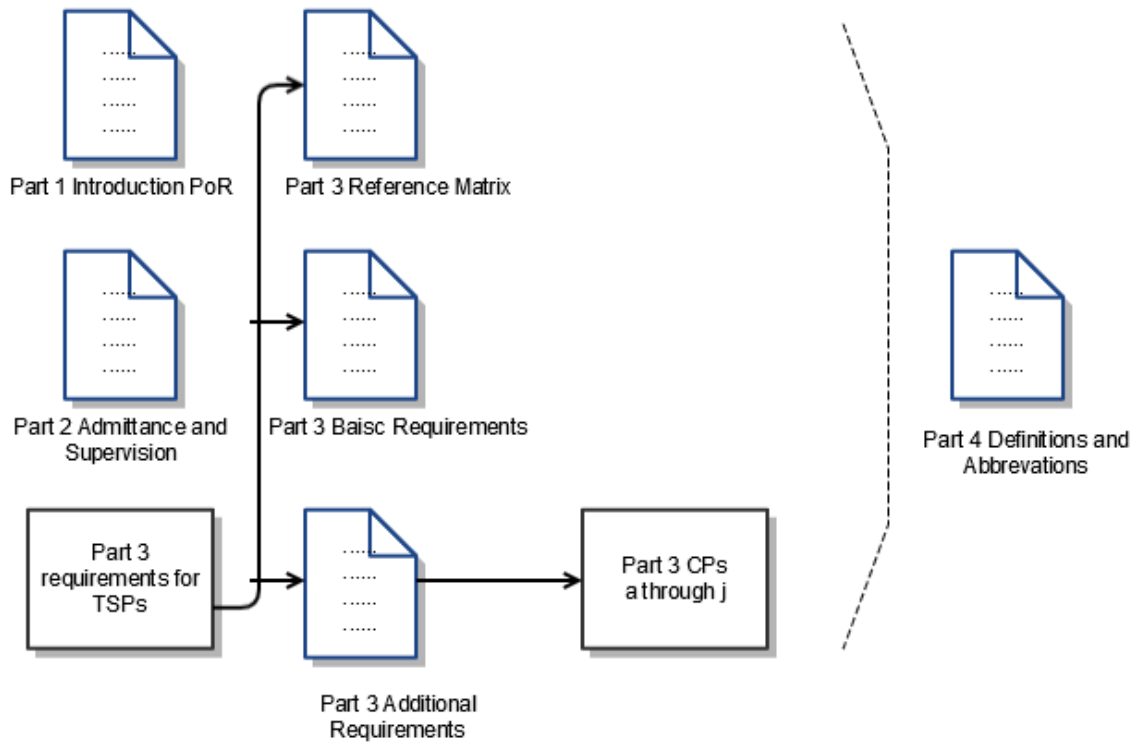 Part 1 Introduction PoR
Part 3 Reference Matrix
Part 2 Admittance and
Supervision
Part 3 Baisc Requirements
Part 4 Definitions and
Abbrevations
Part 3
requirements for
TSPs
Part 3 CPs
a through j
Part 3 Additional
Requirements